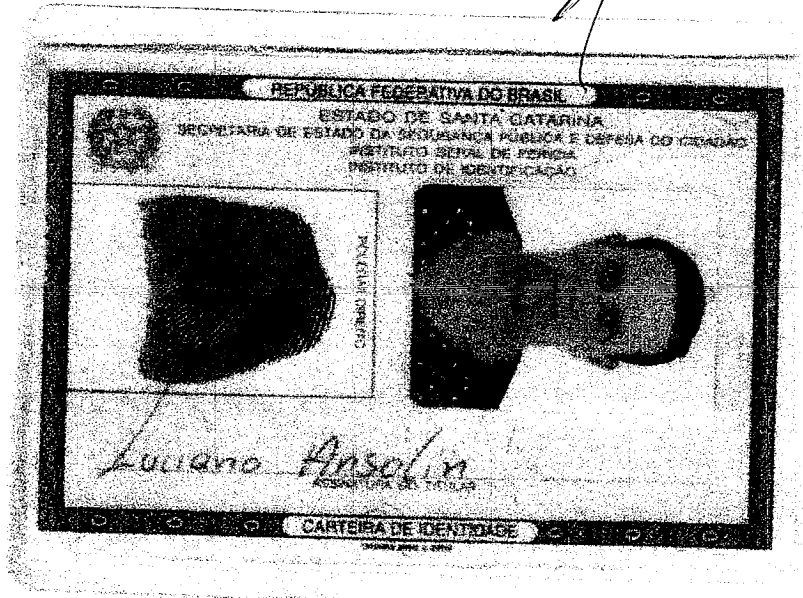 REPÚBLICA FEDERATIVA DO BRASIL
ESTADO DE SANTA CATARINA
SECRETARIA DE ESTADO DA SEGURANÇA PÚBLICA E DEFESA DO CIDADÃO
INSTITUTO GERAL DE PERÍCIA
INSTITUTO DE IDENTIFICAÇÃO
POLEGAR DIREITO
Luciano Ansolin
ASSINATURA DO TITULAR
CARTEIRA DE IDENTIDADE